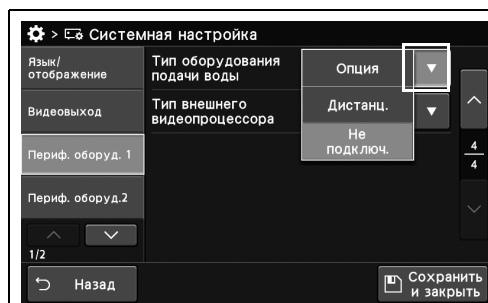 > Системная настройка
Язык/
отображение
Видеовыход
Периф. оборуд. 1
Периф. оборуд.2
1/2
Тип оборудования
подачи воды
Тип внешнего
видеопроцессора
Опция
Дистанц.
Не
подключ.
4
4
Назад
Сохранить
и закрыть